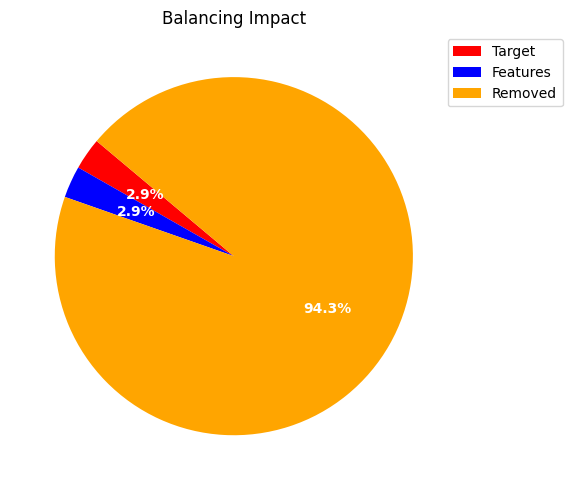 Balancing Impact
Target
Features
Removed
2.9%
2.9%
94.3%